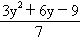 3y² + 6y − 9
7